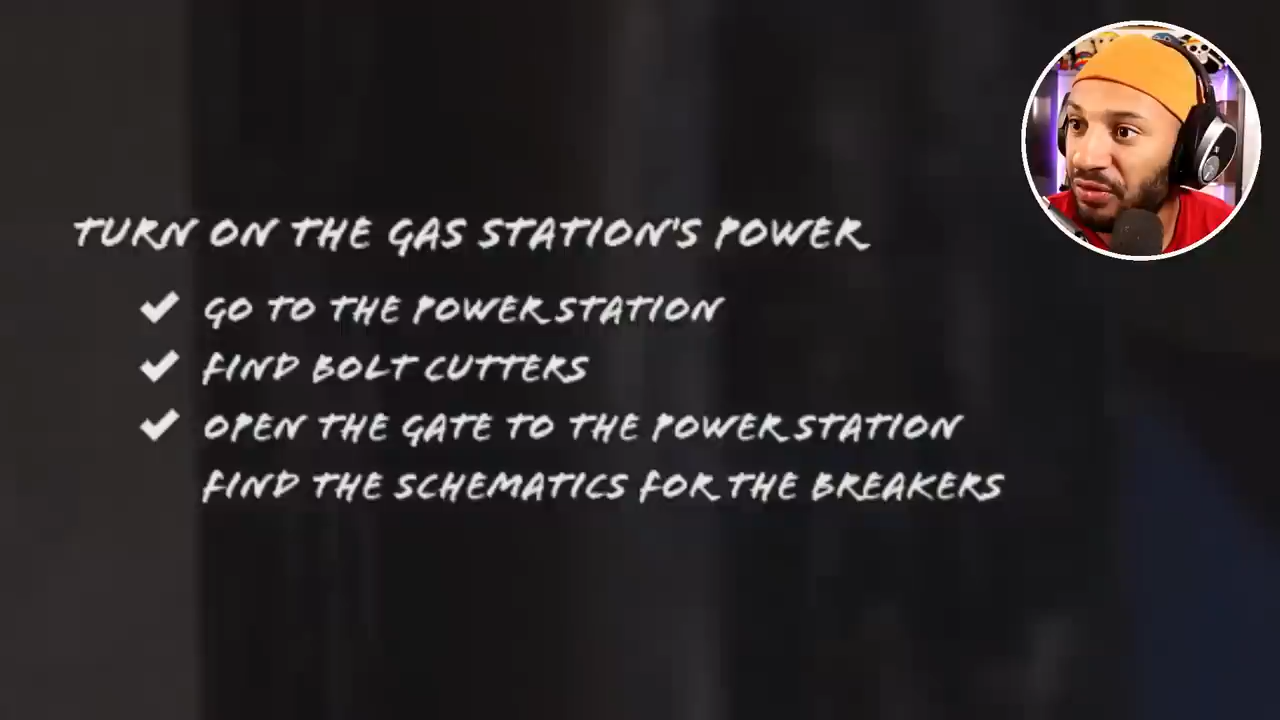 TURN ON THE GAS STATION'S POWER
GO TO THE POWER STATION
FIND BOLT CUTTERS
OPEN THE GATE TO THE POWER STATION
FIND THE SCHEMATICS FOR THE BREAKERS